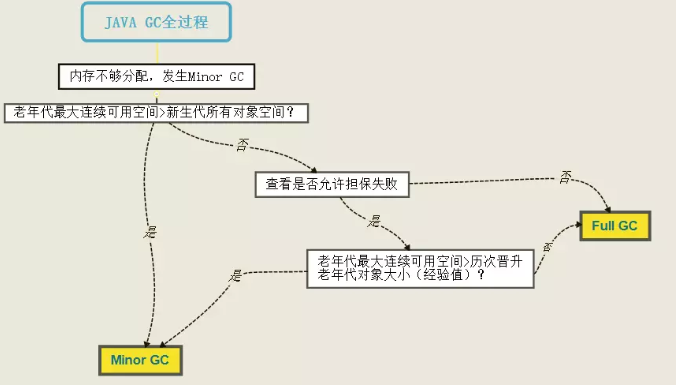 JAVA GC全过程
内存不够分配，发生Minor GC
老年代最大连续可用空间>新生代所有对象空间？
否
查看是否允许担保失败
否
是
Full GC
是
老年代最大连续可用空间>历次晋升
老年代对象大小（经验值）？
否
是
Minor GC